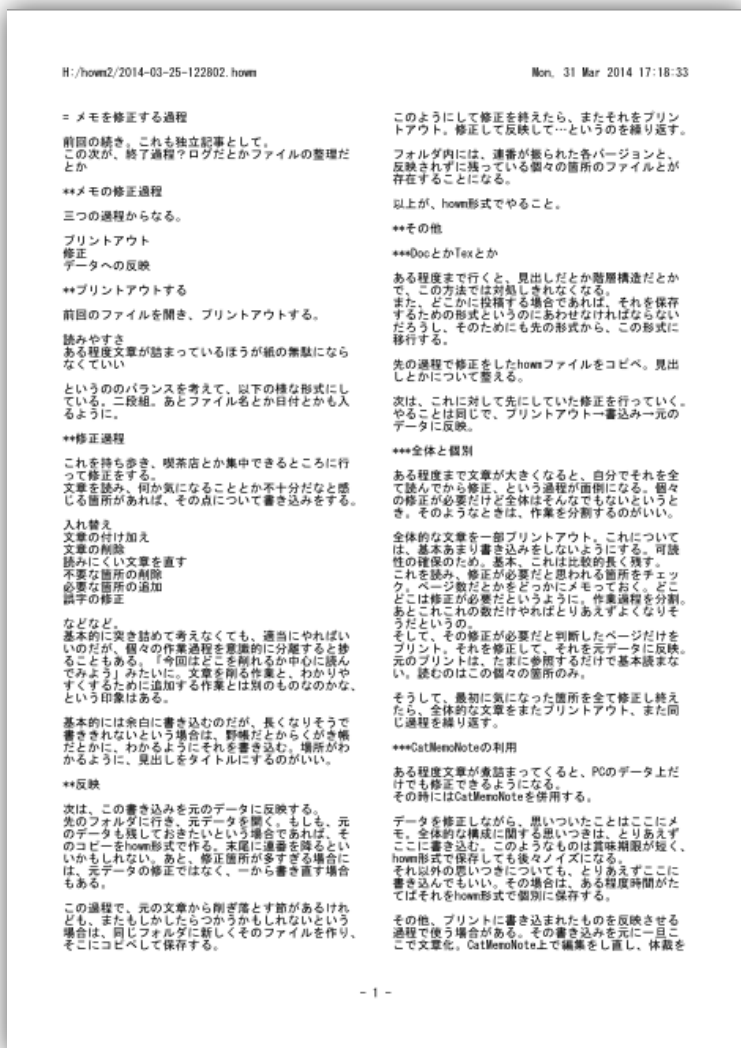 H:/howm2/2014-03-25-122802.howm
Mon, 31 Mar 2014 17:18:33
= メモを修正する過程
前回の続き。これも独立記事として。
この次が、終了過程？ログだとかファイルの整理だ
とか
**メモの修正過程
三つの過程からなる。
プリントアウト
修正
データへの反映
**プリントアウトする
前回のファイルを開き、プリントアウトする。
読みやすさ
ある程度文章が詰まっているほうが紙の無駄になら
なくていい
というののバランスを考えて、以下の様な形式にし
ている。二段組。あとファイル名とか日付とかも入
るように。
**修正過程
これを持ち歩き、喫茶店とか集中できるところに行
って修正をする。
文章を読み、何か気になることとか不十分だなと感
じる箇所があれば、その点について書き込みをする。
入れ替え
文章の付け加え
文章の削除
読みにくい文章を直す
不要な箇所の削除
必要な箇所の追加
誤字の修正
などなど。
基本的に突き詰めて考えなくても、適当にやればい
いのだが、個々の作業過程を意識的に分離すると捗
ることもある。「今回はどこを削れるか中心に読ん
でみよう」みたいに。文章を削る作業と、わかりや
すくするために追加する作業とは別のものなのかな、
という印象はある。
基本的には余白に書き込むのだが、長くなりそうで
書ききれないという場合は、野帳だとからくがき帳
だとかに、わかるようにそれを書き込む。場所がわ
かるように、見出しをタイトルにするのがいい。
**反映
次は、この書き込みを元のデータに反映する。
先のフォルダに行き、元データを開く。もしも、元
のデータも残しておきたいという場合であれば、そ
のコピーをhowm形式で作る。末尾に連番を降るとい
いかもしれない。あと、修正箇所が多すぎる場合に
は、元データの修正ではなく、一から書き直す場合
もある。
この過程で、元の文章から削ぎ落とす節があるけれ
ども、またもしかしたらつかうかもしれないという
場合は、同じフォルダに新しくそのファイルを作り、
そこにコピペして保存する。
このようにして修正を終えたら、またそれをプリン
トアウト。修正して反映して…というのを繰り返す。
フォルダ内には、連番が振られた各バージョンと、
反映されずに残っている個々の箇所のファイルとが
存在することになる。
以上が、howm形式でやること。
**その他
***DocとかTexとか
ある程度まで行くと、見出しだとか階層構造だとか
で、この方法では対処しきれなくなる。
また、どこかに投稿する場合であれば、それを保存
するための形式というのにあわせなければならない
だろうし、そのためにも先の形式から、この形式に
移行する。
先の過程で修正をしたhowmファイルをコピペ。見出
しとかについて整える。
次は、これに対して先にしていた修正を行っていく。
やることは同じで、プリントアウト→書込み→元の
データに反映。
***全体と個別
ある程度まで文章が大きくなると、自分でそれを全
て読んでから修正、という過程が面倒になる。個々
の修正が必要だけど全体はそんなでもないというと
き。そのようなときは、作業を分割するのがいい。
全体的な文章を一部プリントアウト。これについて
は、基本あまり書き込みをしないようにする。可読
性の確保のため。基本、これは比較的長く残す。
これを読み、修正が必要だと思われる箇所をチェッ
ク。ページ数だとかをどっかにメモっておく。どこ
どこは修正が必要だというように。作業過程を分割。
あとこれこれの数だけやればとりあえずよくなりそ
うだというの。
そして、その修正が必要だと判断したページだけを
プリント。それを修正して、それを元データに反映。
元のプリントは、たまに参照するだけで基本読まな
い。読むのはこの個々の箇所のみ。
そうして、最初に気になった箇所を全て修正し終え
たら、全体的な文章をまたプリントアウト、また同
じ過程を繰り返す。
***CatMemoNoteの利用
ある程度文章が煮詰まってくると、PCのデータ上だ
けでも修正できるようになる。
その時にはCatMemoNoteを併用する。
データを修正しながら、思いついたことはここにメ
モ。全体的な構成に関する思いつきは、とりあえず
ここに書き込む。このようなものは賞味期限が短く、
howm形式で保存しても後々ノイズになる。
それ以外の思いつきについても、とりあえずここに
書き込んでもいい。その場合は、ある程度時間がた
てばそれをhowm形式で個別に保存する。
その他、プリントに書き込まれたものを反映させる
過程で使う場合がある。その書き込みを元に一旦こ
こで文章化。CatMemoNote上で編集をし直し、体裁を
- 1 -